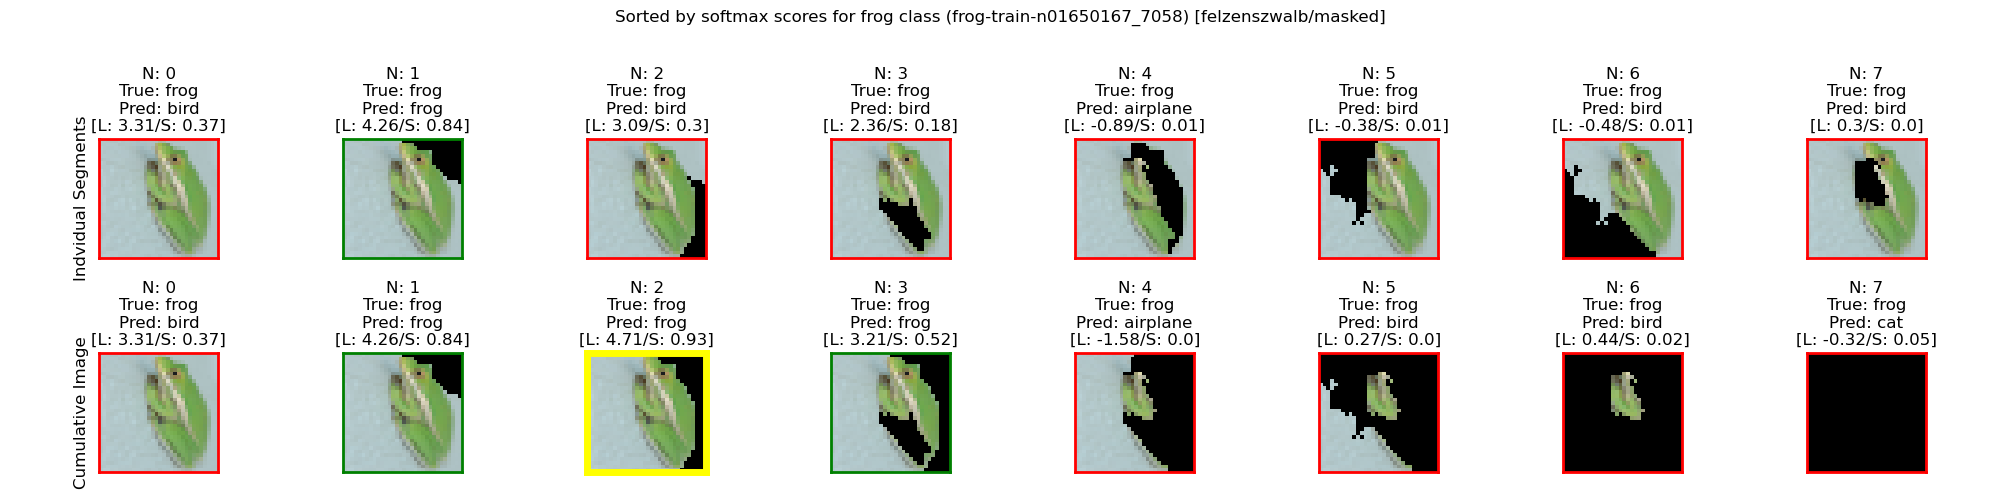 Sorted by softmax scores for frog class (frog-train-n01650167_7058) [felzenszwalb/masked]
Indvidual Segments
N: 0
True: frog
Pred: bird
[L: 3.31/S: 0.37]
N: 1
True: frog
Pred: frog
[L: 4.26/S: 0.84]
N: 2
True: frog
Pred: bird
[L: 3.09/S: 0.3]
N: 3
True: frog
Pred: bird
[L: 2.36/S: 0.18]
N: 4
True: frog
Pred: airplane
[L: -0.89/S: 0.01]
N: 5
True: frog
Pred: bird
[L: -0.38/S: 0.01]
N: 6
True: frog
Pred: bird
[L: -0.48/S: 0.01]
N: 7
True: frog
Pred: bird
[L: 0.3/S: 0.0]
Cumulative Image
N: 0
True: frog
Pred: bird
[L: 3.31/S: 0.37]
N: 1
True: frog
Pred: frog
[L: 4.26/S: 0.84]
N: 2
True: frog
Pred: frog
[L: 4.71/S: 0.93]
N: 3
True: frog
Pred: frog
[L: 3.21/S: 0.52]
N: 4
True: frog
Pred: airplane
[L: -1.58/S: 0.0]
N: 5
True: frog
Pred: bird
[L: 0.27/S: 0.0]
N: 6
True: frog
Pred: bird
[L: 0.44/S: 0.02]
N: 7
True: frog
Pred: cat
[L: -0.32/S: 0.05]